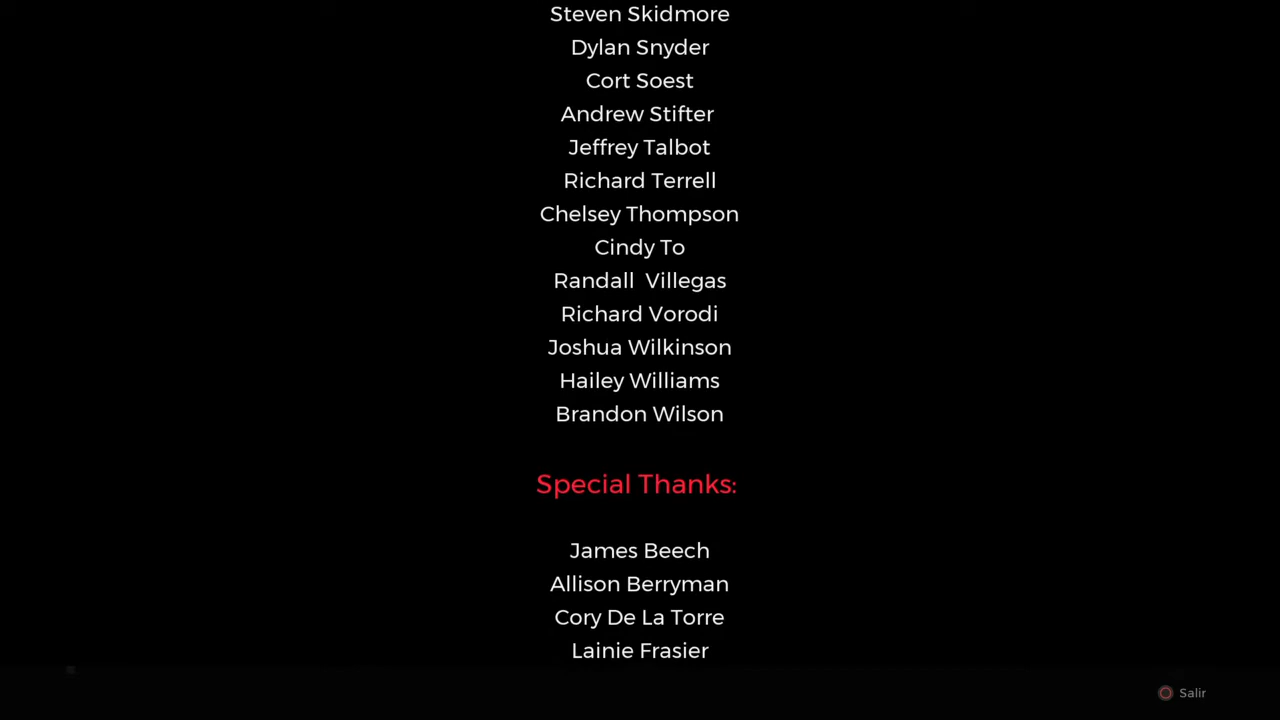 Steven Skidmore
Dylan Snyder
Cort Soest
Andrew Stifter
Jeffrey Talbot
Richard Terrell
Chelsey Thompson
Cindy To
Randall  Villegas
Richard Vorodi
Joshua Wilkinson
Hailey Williams
Brandon Wilson
Special Thanks:
James Beech
Allison Berryman
Cory De La Torre
Lainie Frasier
Salir